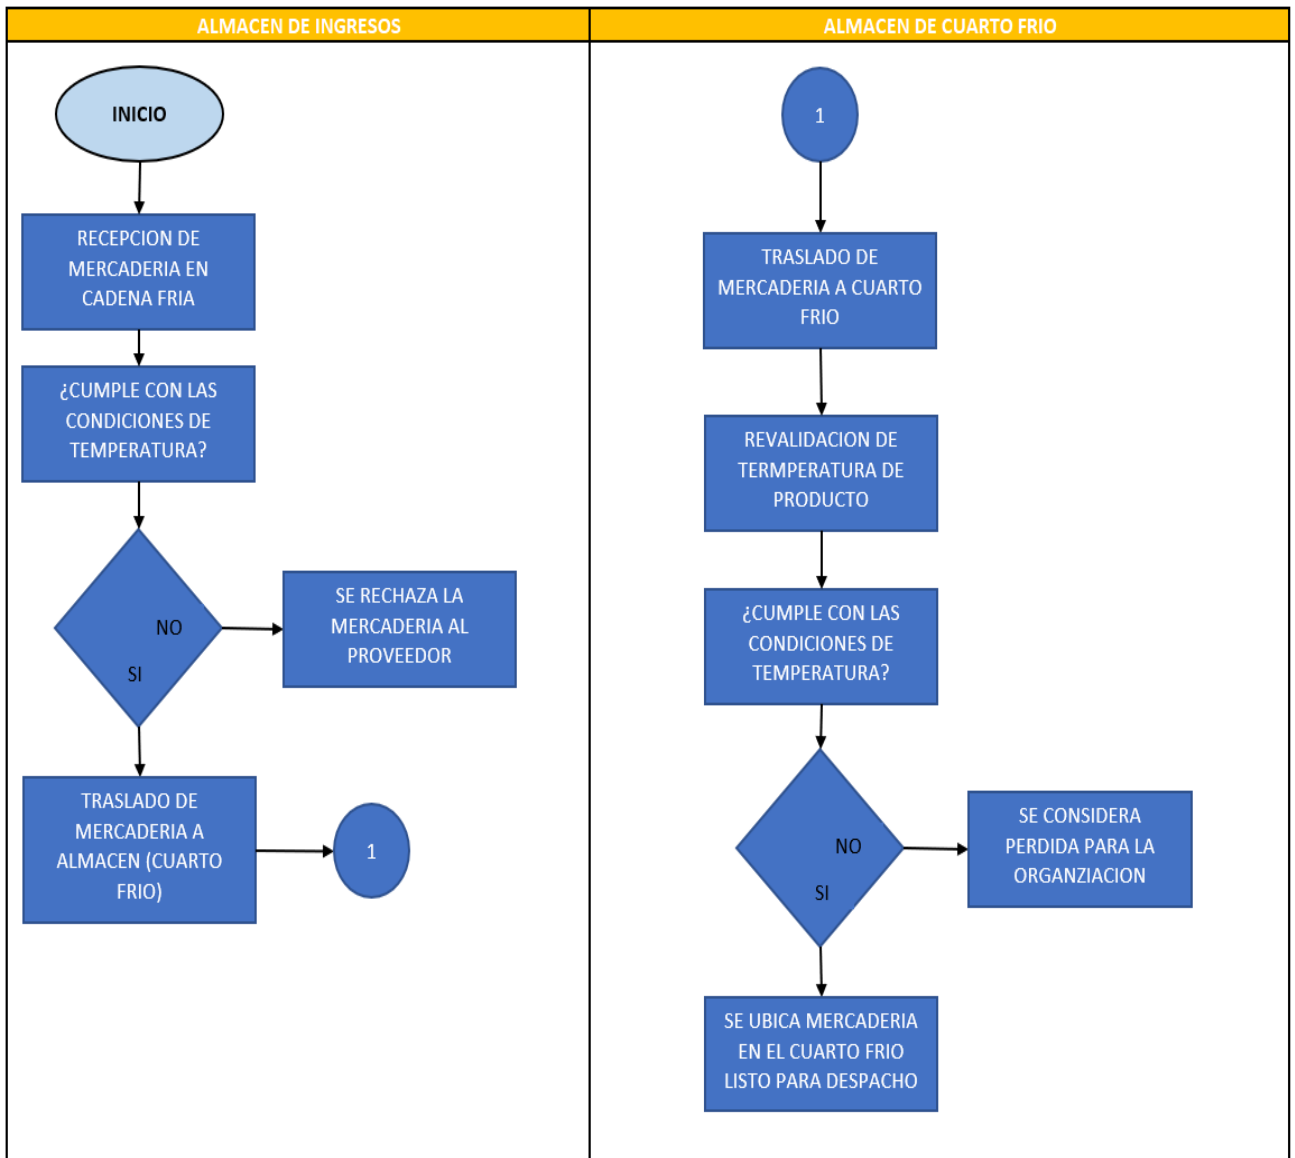 ALMACEN DE INGRESOS
INICIO
RECEPCION DE
MERCADERIA EN
CADENA FRIA
¿CUMPLE CON LAS
CONDICIONES DE
TEMPERATURA?
NO
SI
SE RECHAZA LA
MERCADERIA AL
PROVEEDOR
TRASLADO DE
MERCADERIA A
ALMACEN (CUARTO
FRIO)
1
ALMACEN DE CUARTO FRIO
1
TRASLADO DE
MERCADERIA A CUARTO
FRIO
REVALIDACION DE
TERMPERATURA DE
PRODUCTO
¿CUMPLE CON LAS
CONDICIONES DE
TEMPERATURA?
NO
SI
SE CONSIDERA
PERDIDA PARA LA
ORGANZIACION
SE UBICA MERCADERIA
EN EL CUARTO FRIO
LISTO PARA DESPACHO